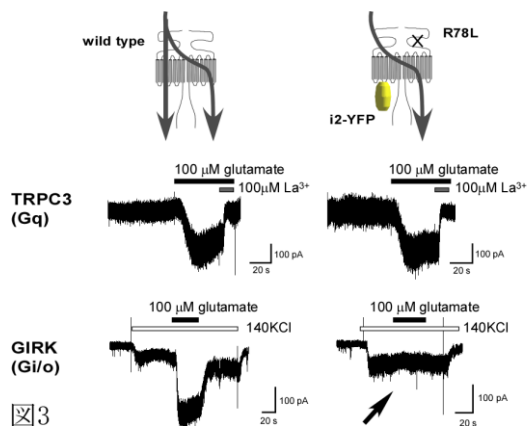 wild type
R78L
i2-YFP
TRPC3
(Gq)
100 μM glutamate
100μM La3+
100 pA
20 s
100 μM glutamate
100μM La3+
100 pA
20 s
GIRK
(Gi/o)
100 μM glutamate
140KCl
100 pA
20 s
100 μM glutamate
140KCl
100 pA
20 s
図3